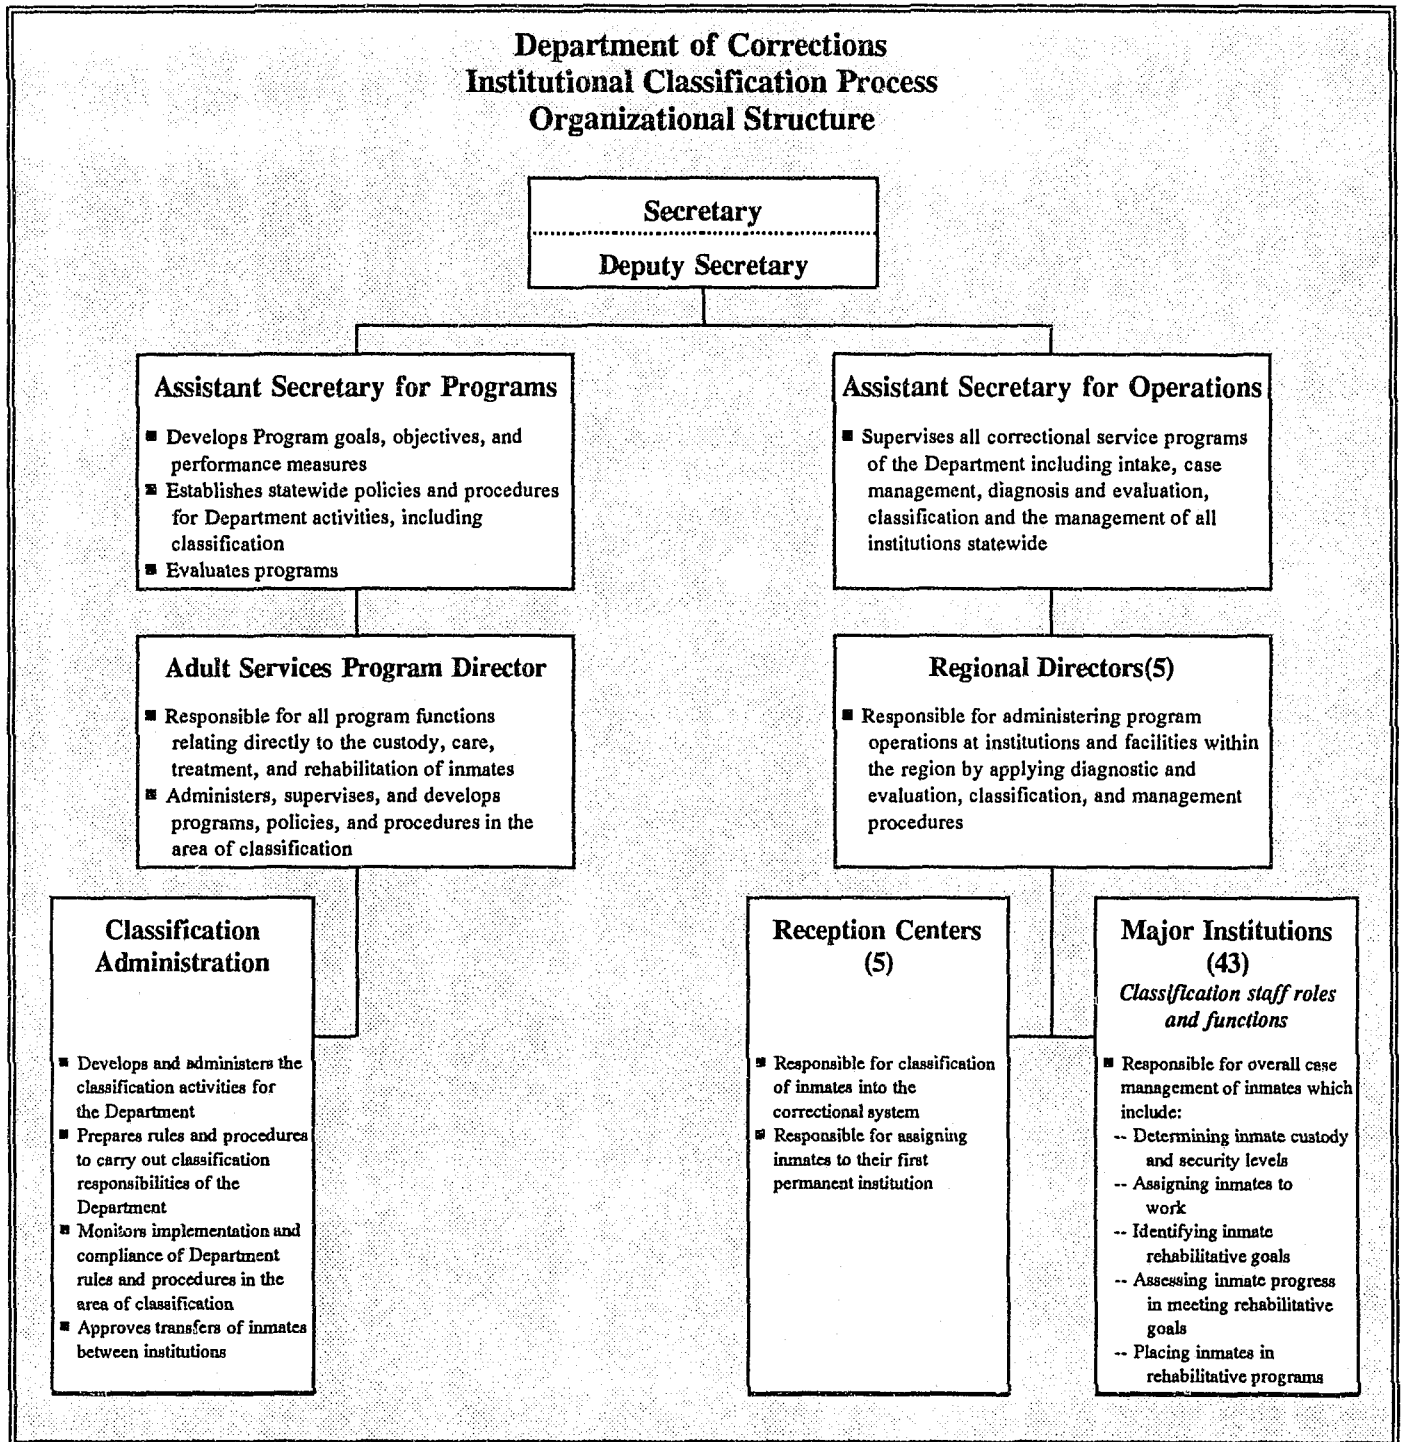 Department of Corrections
Institutional Classification Process
Organizational Structure
Secretary
Deputy Secretary
Assistant Secretary for Programs
■ Develops Program goals, objectives, and
performance measures
■ Establishes statewide policies and procedures
for Department activities, including
classification
■ Evaluates programs
Assistant Secretary for Operations
■ Supervises all correctional service programs
of the Department including intake, case
management, diagnosis and evaluation,
classification and the management of all
institutions statewide
Adult Services Program Director
■ Responsible for all program functions
relating directly to the custody, care,
treatment, and rehabilitation of inmates
■ Administers, supervises, and develops
programs, policies, and procedures in the
area of classification
Regional Directors(5)
■ Responsible for administering program
operations at institutions and facilities within
the region by applying diagnostic and
evaluation, classification, and management
procedures
Classification
Administration
■ Develops and administers the
classification activities for
the Department
■ Prepares rules and procedures
to carry out classification
responsibilities of the
Department
■ Monitors implementation and
compliance of Department
rules and procedures in the
area of classification
■ Approves transfers of inmates
between institutions
Reception Centers
(5)
■ Responsible for classification
of inmates into the
correctional system
■ Responsible for assigning
inmates to their first
permanent institution
Major Institutions
(43)
Classification staff roles
and functions
■ Responsible for overall case
management of inmates which
include:
-- Determining inmate custody
and security levels
-- Assigning inmates to
work
-- Identifying inmate
rehabilitative goals
-- Assessing inmate progress
in meeting rehabilitative
goals
-- Placing inmates in
rehabilitative programs